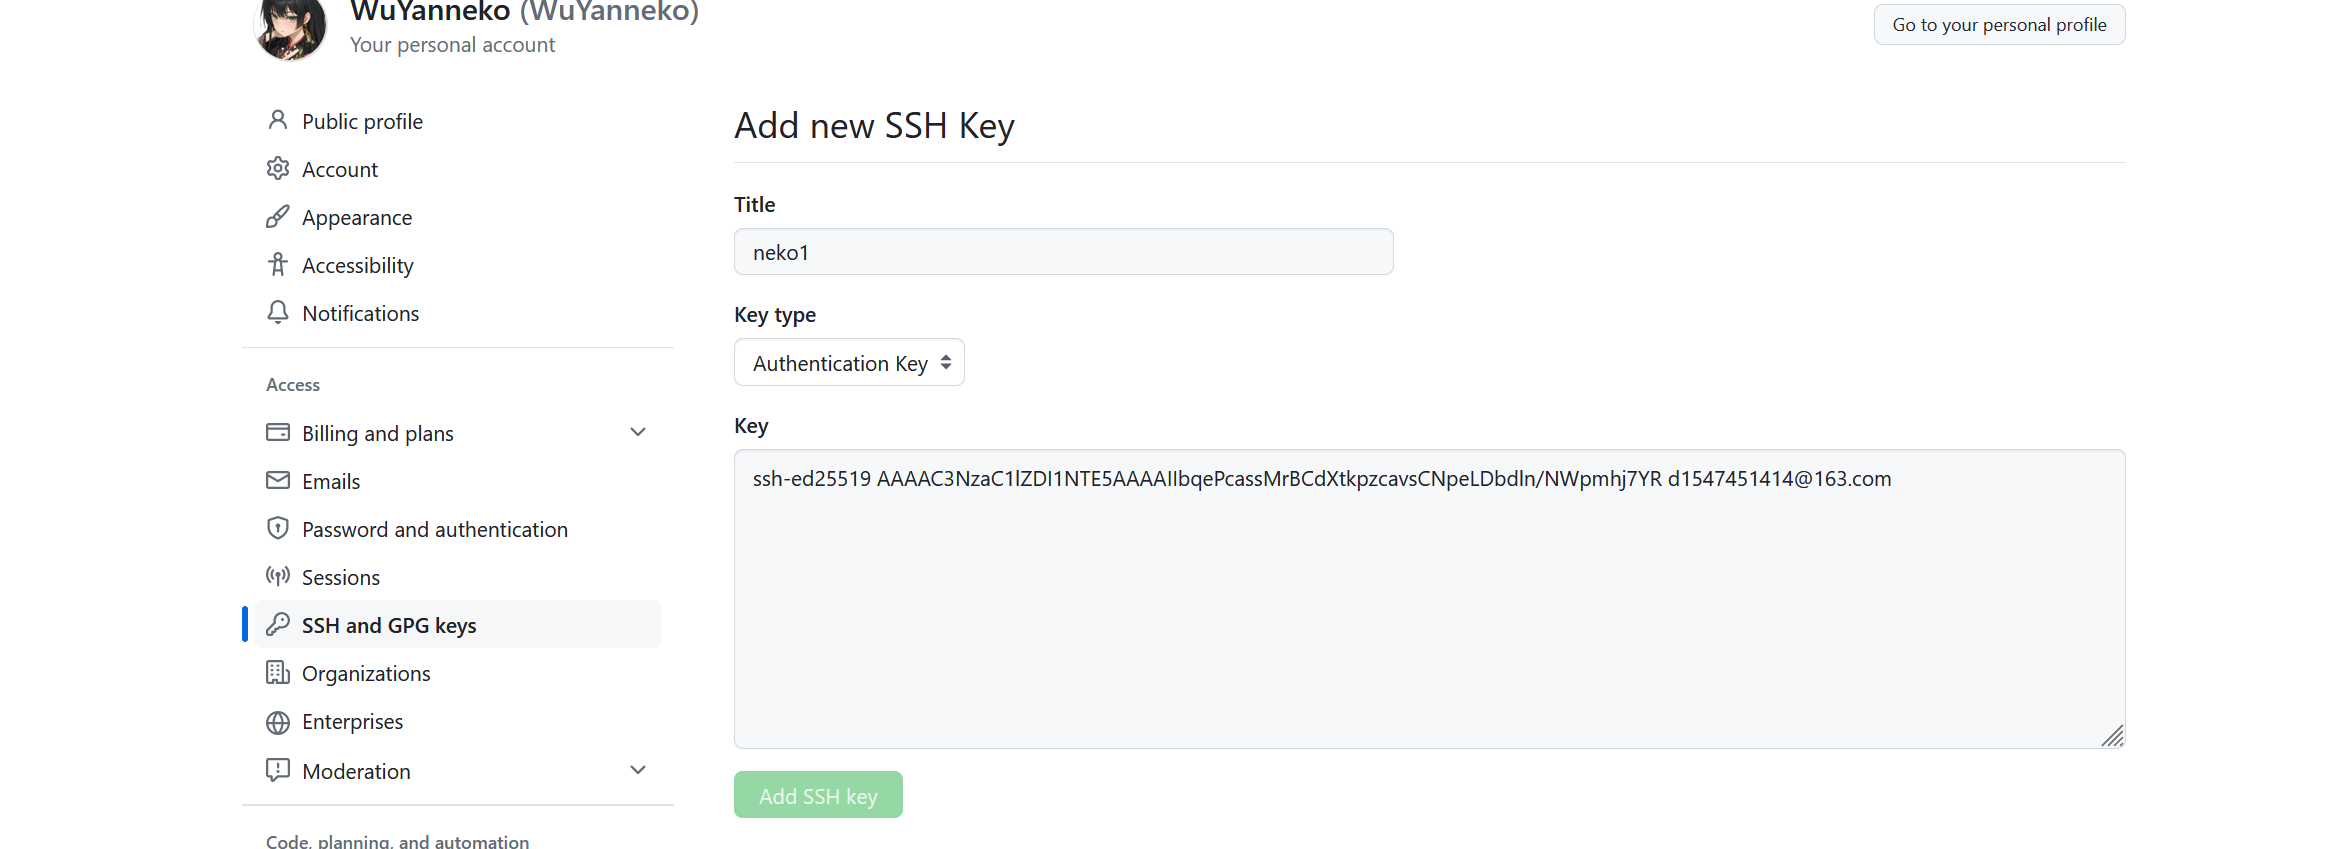 WuYanneko (WuYanneko)
Your personal account
Go to your personal profile
Public profile
Account
Appearance
Accessibility
Notifications
Access
Billing and plans
Emails
Password and authentication
Sessions
SSH and GPG keys
Organizations
Enterprises
Moderation
Code, planning, and automation
Add new SSH Key
Title
neko1
Key type
Authentication Key
Key
ssh-ed25519 AAAAC3NzaC1lZDI1NTE5AAAAIIbqePcassMrBCdXtkpzcavsCNpeLDbdln/NWpmhj7YR d1547451414@163.com
Add SSH key